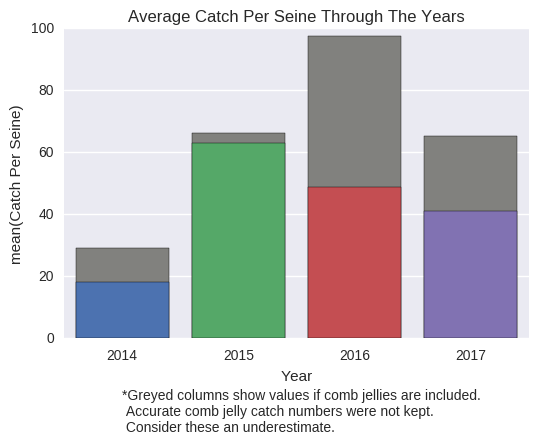 Average Catch Per Seine Through The Years
100
80
60
40
20
0
mean(Catch Per Seine)
2014 2015 2016 2017
Year
*Greyed columns show values if comb jellies are included.
Accurate comb jelly catch numbers were not kept.
Consider these an underestimate.